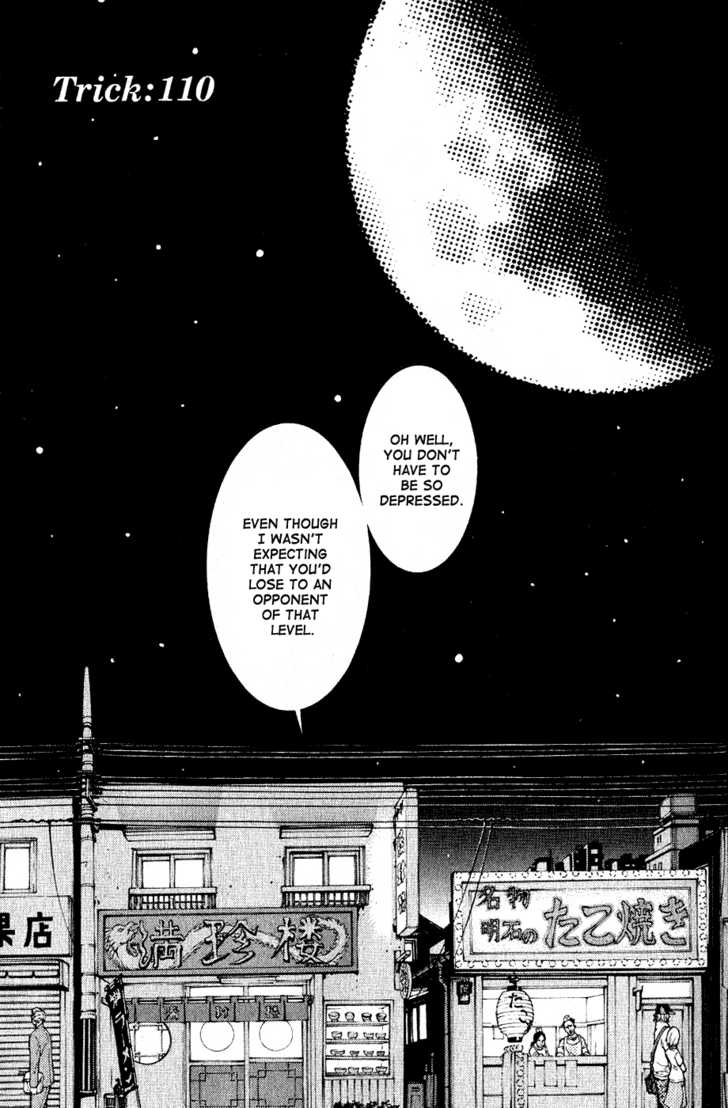 Trick:110
OH WELL,
YOU DON'T
HAVE TO
BE SO
DEPRESSED.
EVEN THOUGH
I WASN'T
EXPECTING
THAT YOU'D
LOSE TO AN
OPPONENT
OF THAT
LEVEL.
果店
満珍楼
名物
明石の
たこ焼き
たこ